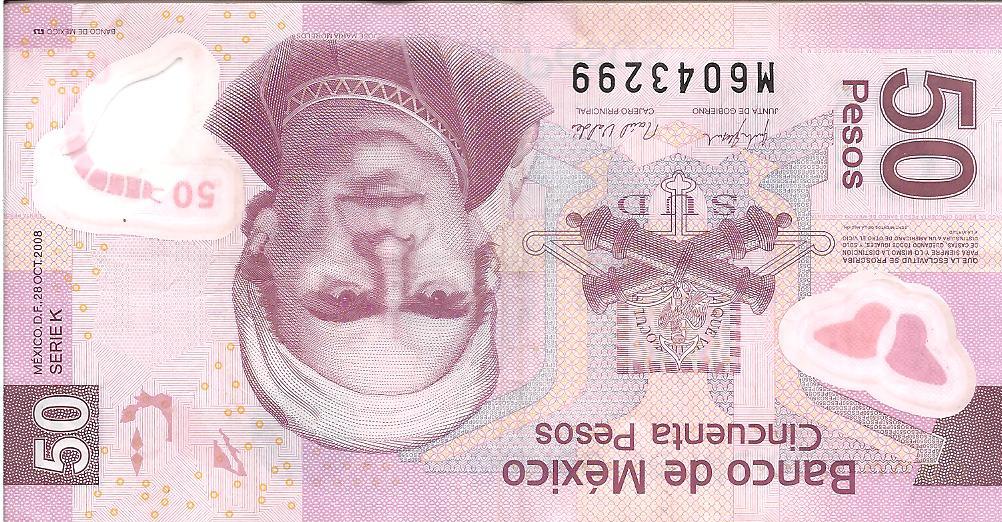 Banco de México
Cincuenta Pesos
50
Pesos
50
MÉXICO, D.F., 28 OCT. 2008
SERIE K
50
QUE LA ESCLAVITUD SE PROSCRIBA
PARA SIEMPRE Y LO MISMO LA DISTINCIÓN
DE CASTAS, QUEDANDO TODOS IGUALES, Y SÓLO
DISTINGUIRÁ A UN AMERICANO DE OTRO EL VICIO
Y LA VIRTUD
S U D
JUNTA DE GOBIERNO
CAJERO PRINCIPAL
M6043299
JOSÉ MARÍA MORELOS
BANCO DE MÉXICO